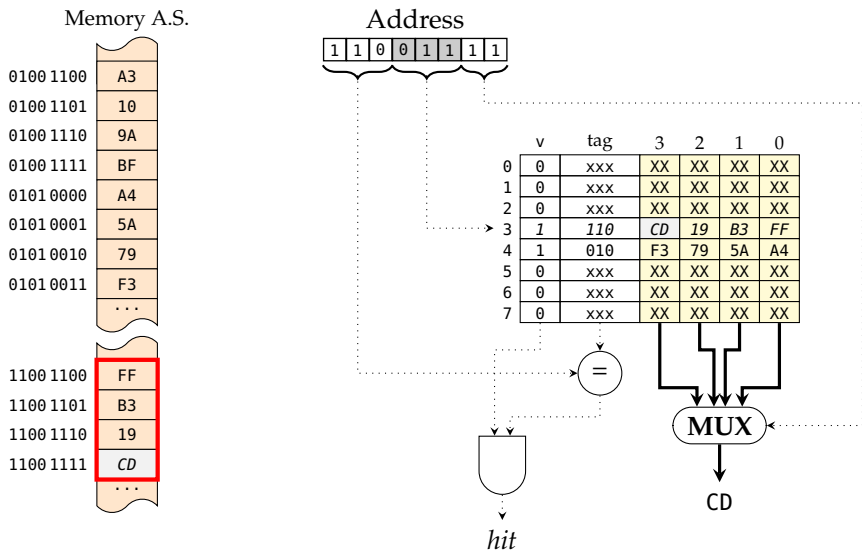 Memory A.S.
0100 1100 A3
0100 1101 10
0100 1110 9A
0100 1111 BF
0101 0000 A4
0101 0001 5A
0101 0010 79
0101 0011 F3
...
1100 1100 FF
1100 1101 B3
1100 1110 19
1100 1111 CD
...
Address
1 1 0 0 1 1 1 1
v tag 3 2 1 0
0 0 xxx XX XX XX XX
1 0 xxx XX XX XX XX
2 0 xxx XX XX XX XX
3 1 110 CD 19 B3 FF
4 1 010 F3 79 5A A4
5 0 xxx XX XX XX XX
6 0 xxx XX XX XX XX
7 0 xxx XX XX XX XX
=
MUX
CD
hit